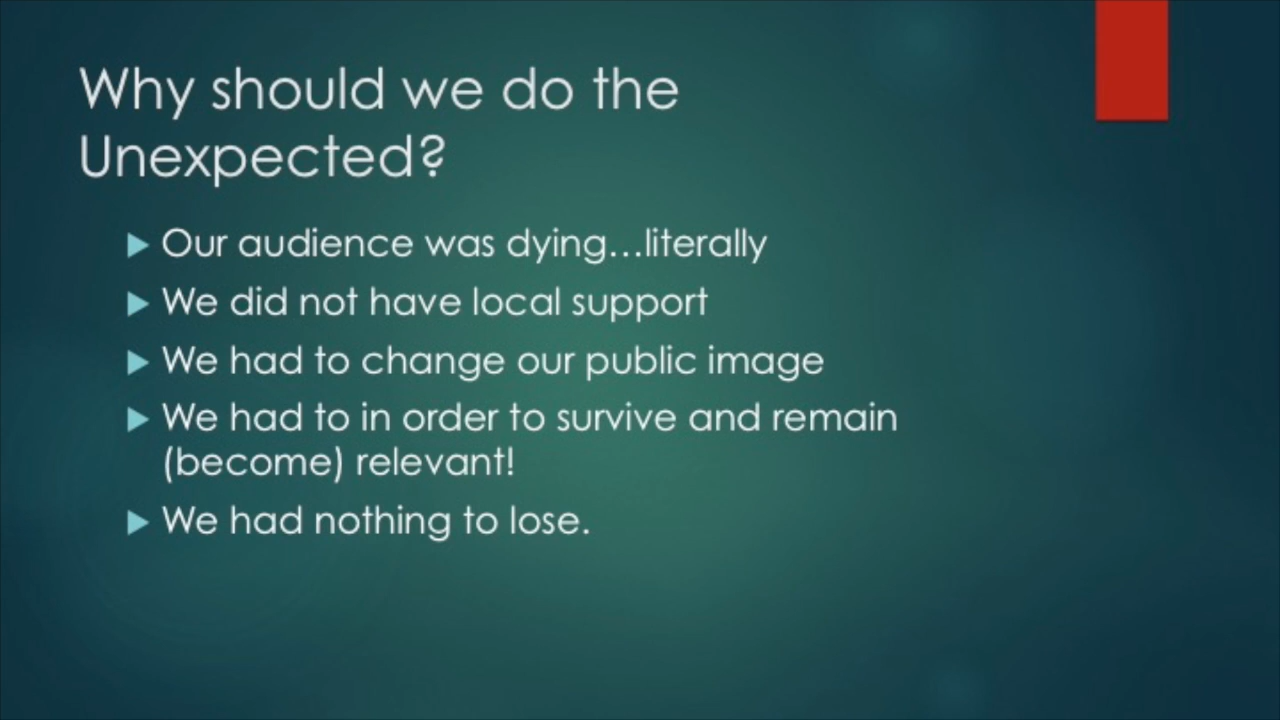 Why should we do the
Unexpected?
Our audience was dying...literally
We did not have local support
We had to change our public image
We had to in order to survive and remain
(become) relevant!
We had nothing to lose.